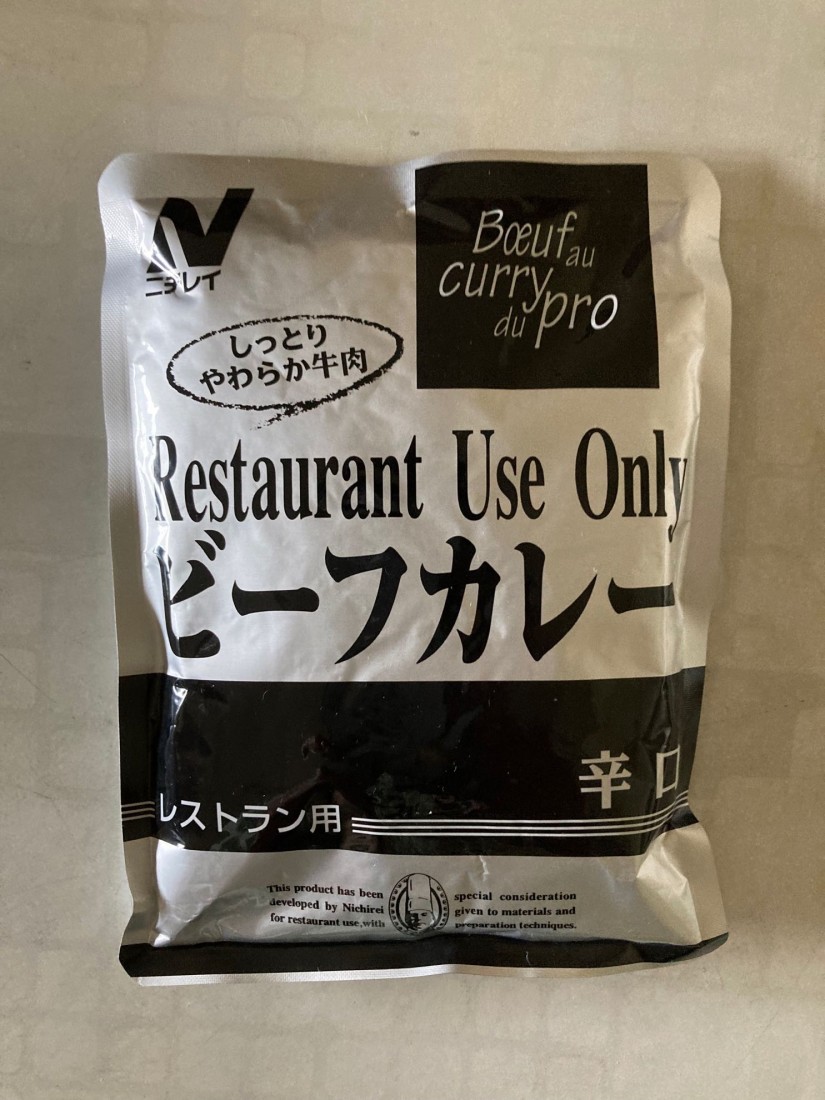 ニチレイ
Bœuf au
curry
du pro
しっとり
やわらか牛肉
Restaurant Use Only
ビーフカレー
辛口
レストラン用
This product has been
developed by Nichirei
for restaurant use,with
special consideration
given to materials and
preparation techniques.